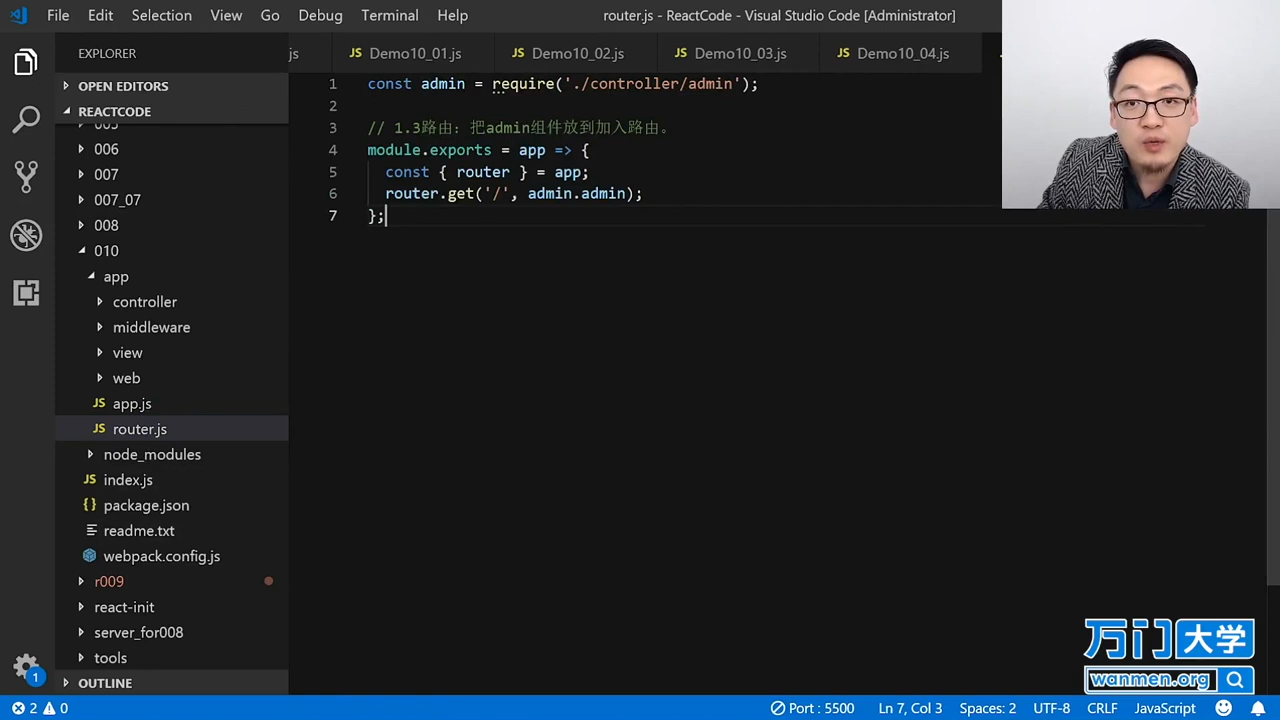 File Edit Selection View Go Debug Terminal Help router.js - ReactCode - Visual Studio Code [Administrator]
EXPLORER
js Demo10_01.js Demo10_02.js Demo10_03.js Demo10_04.js
OPEN EDITORS
REACTCODE
005
006
007
007_07
008
010
app
controller
middleware
view
web
app.js
router.js
node_modules
index.js
package.json
readme.txt
webpack.config.js
r009
react-init
server_for008
tools
OUTLINE
1 const admin = require('./controller/admin');
2
3 // 1.3路由：把admin组件放到加入路由。
4 module.exports = app => {
5 const { router } = app;
6 router.get('/', admin.admin);
7 };
万门大学
wanmen.org
1
2 0 Port : 5500 Ln 7, Col 3 Spaces: 2 UTF-8 CRLF JavaScript